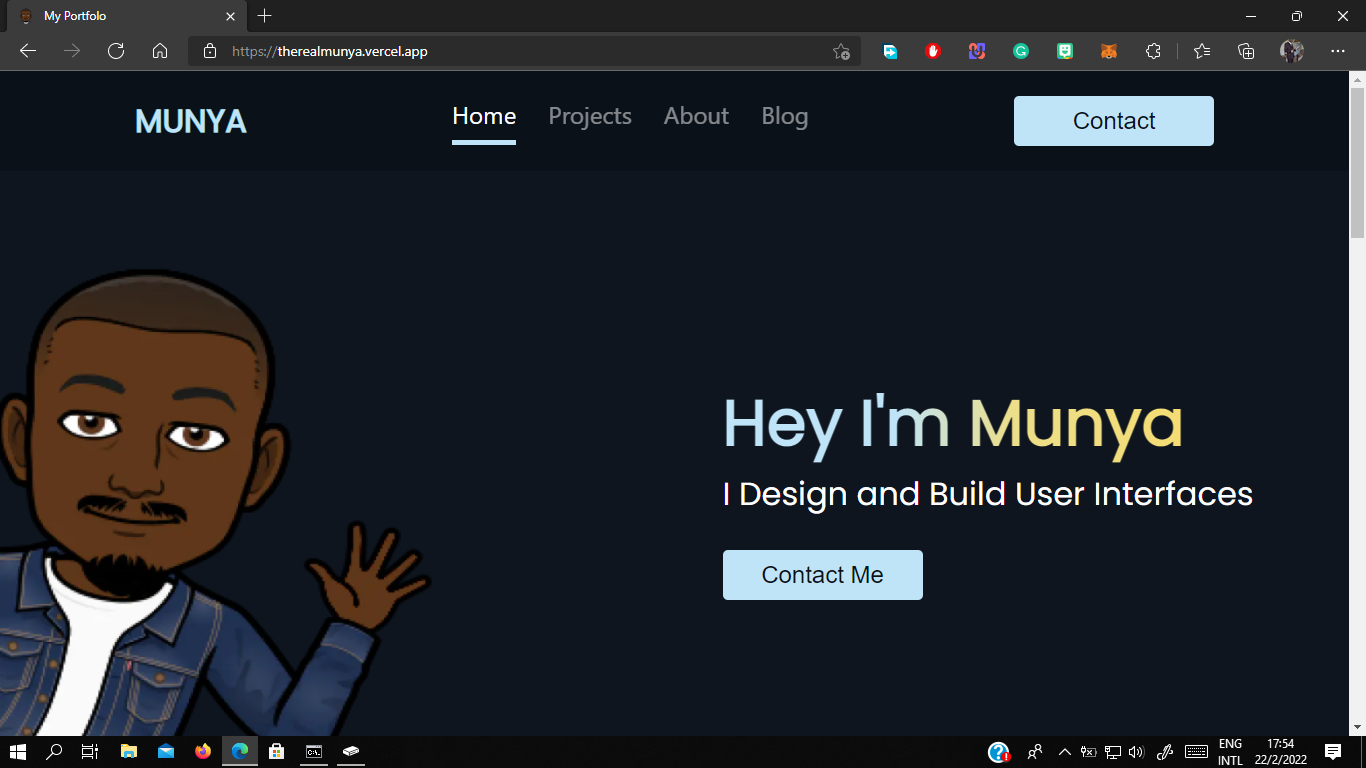 My Portfolo
https://therealmunya.vercel.app
MUNYA
Home
Projects
About
Blog
Contact
Hey I'm Munya
I Design and Build User Interfaces
Contact Me
ENG
INTL
17:54
22/2/2022